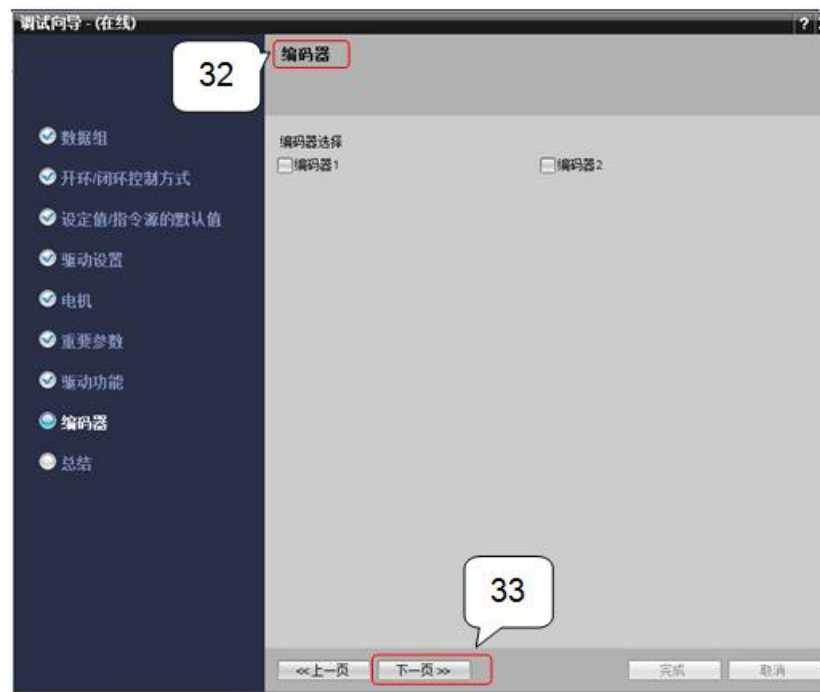 调试向导 - (在线)
?
32
编码器
数据组
开环/闭环控制方式
设定值/指令源的默认值
驱动设置
电机
重要参数
驱动功能
编码器
总结
编码器选择
编码器1
编码器2
33
<<上一页
下一页>>
完成
取消